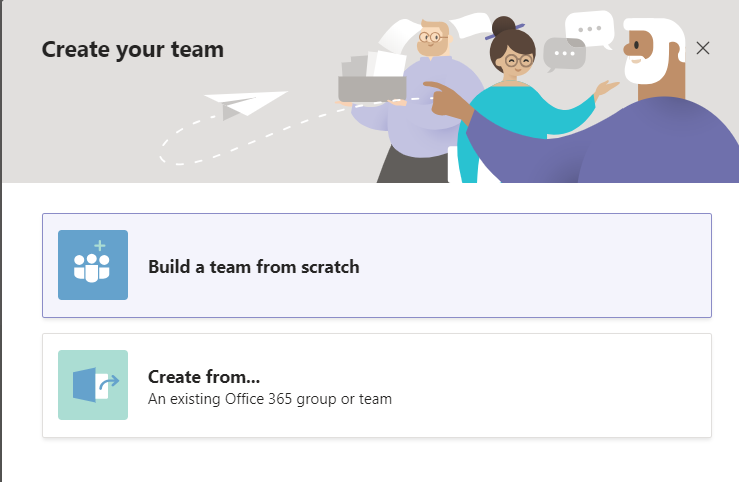 Create your team
Build a team from scratch
Create from...
An existing Office 365 group or team